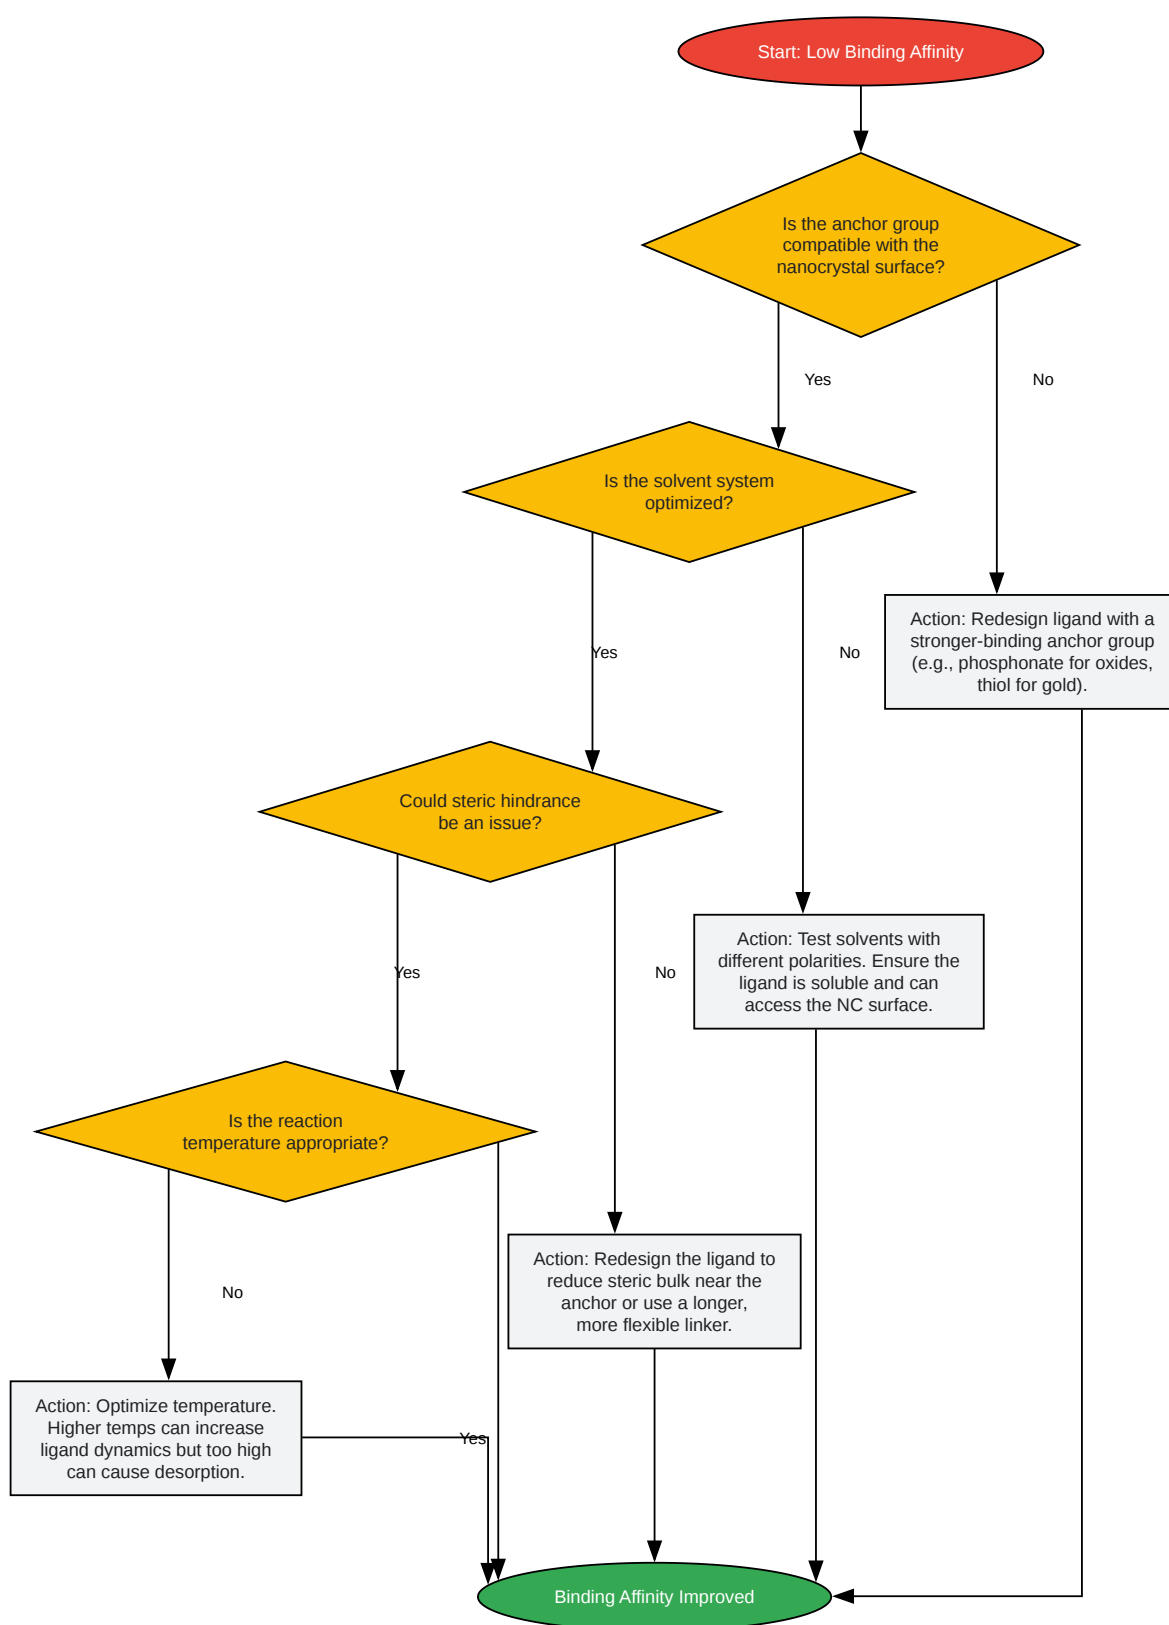 Start: Low Binding Affinity
Is the anchor group
compatible with the
nanocrystal surface?
Yes
No
Is the solvent system
optimized?
Yes
No
Action: Redesign ligand with a
stronger-binding anchor group
(e.g., phosphonate for oxides,
thiol for gold).
Could steric hindrance
be an issue?
Yes
No
Action: Test solvents with
different polarities. Ensure the
ligand is soluble and can
access the NC surface.
Is the reaction
temperature appropriate?
No
Action: Redesign the ligand to
reduce steric bulk near the
anchor or use a longer,
more flexible linker.
Action: Optimize temperature.
Higher temps can increase
ligand dynamics but too high
can cause desorption.
Yes
Binding Affinity Improved